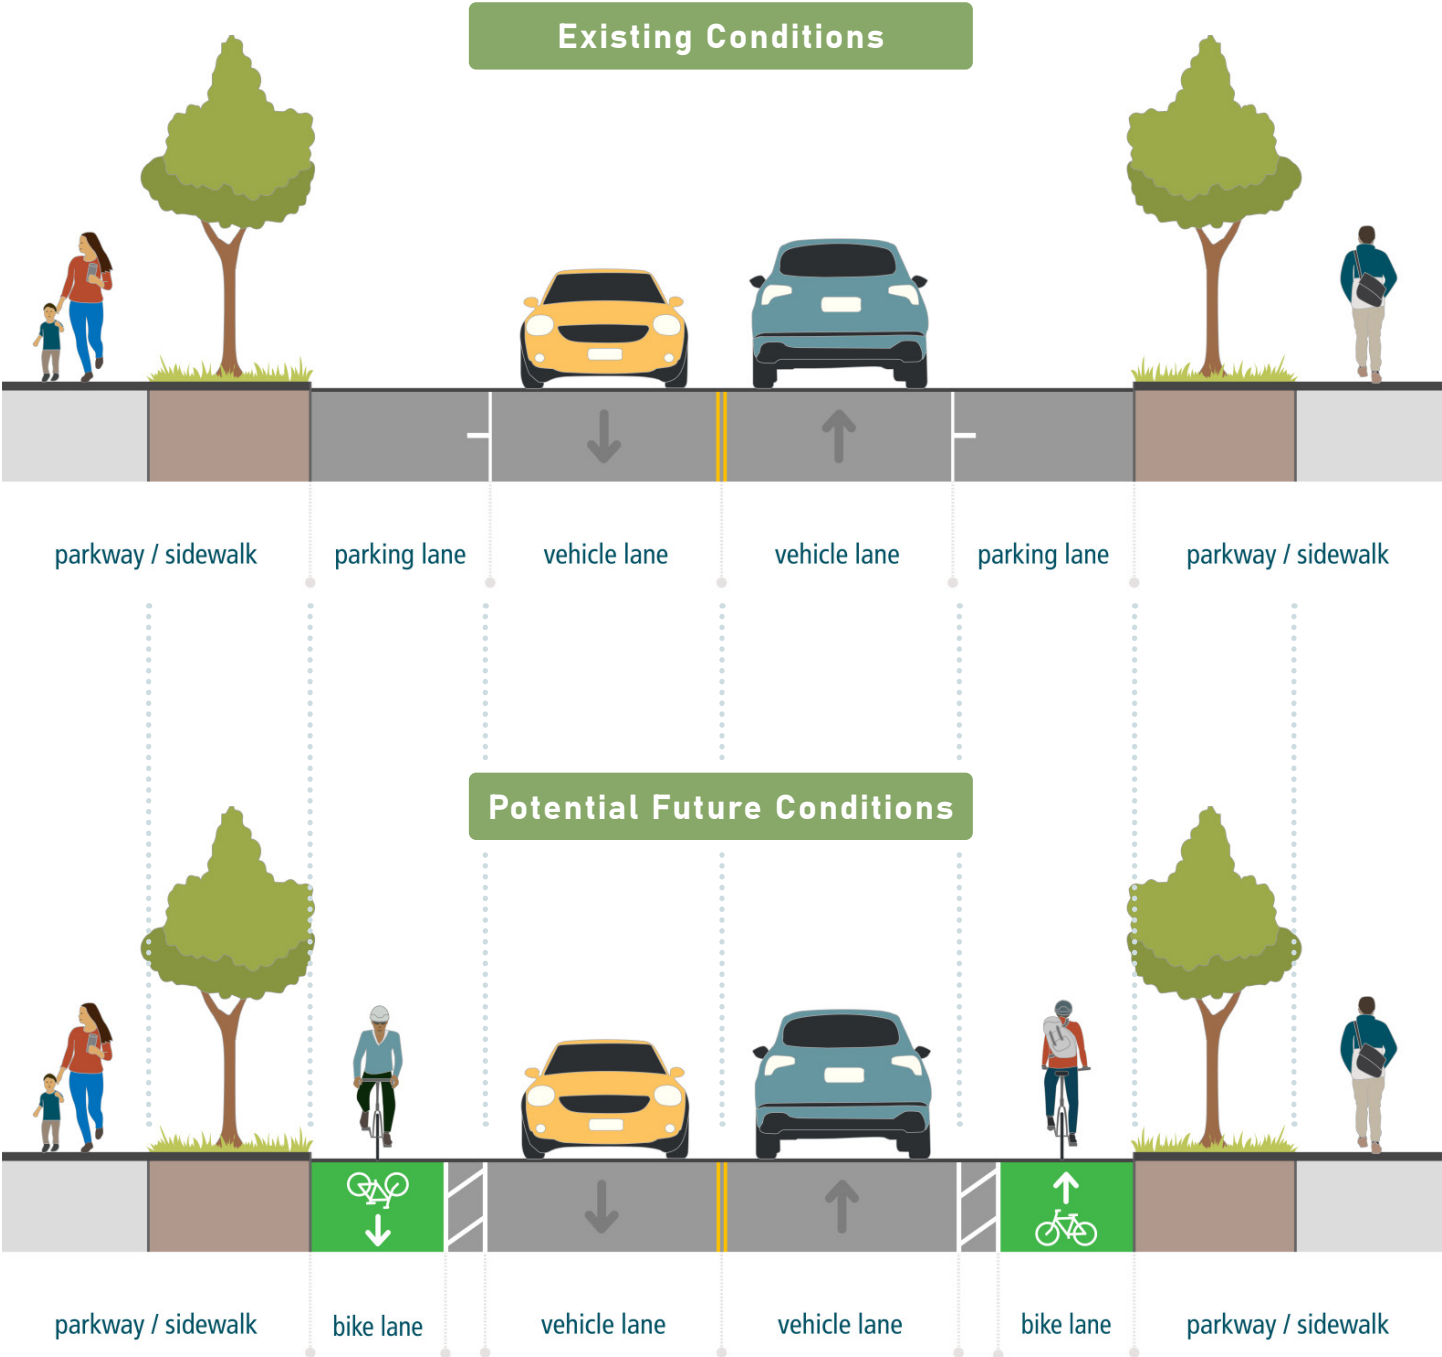 Existing Conditions
parkway / sidewalk
parking lane
vehicle lane
vehicle lane
parking lane
parkway / sidewalk
Potential Future Conditions
parkway / sidewalk
bike lane
vehicle lane
vehicle lane
bike lane
parkway / sidewalk